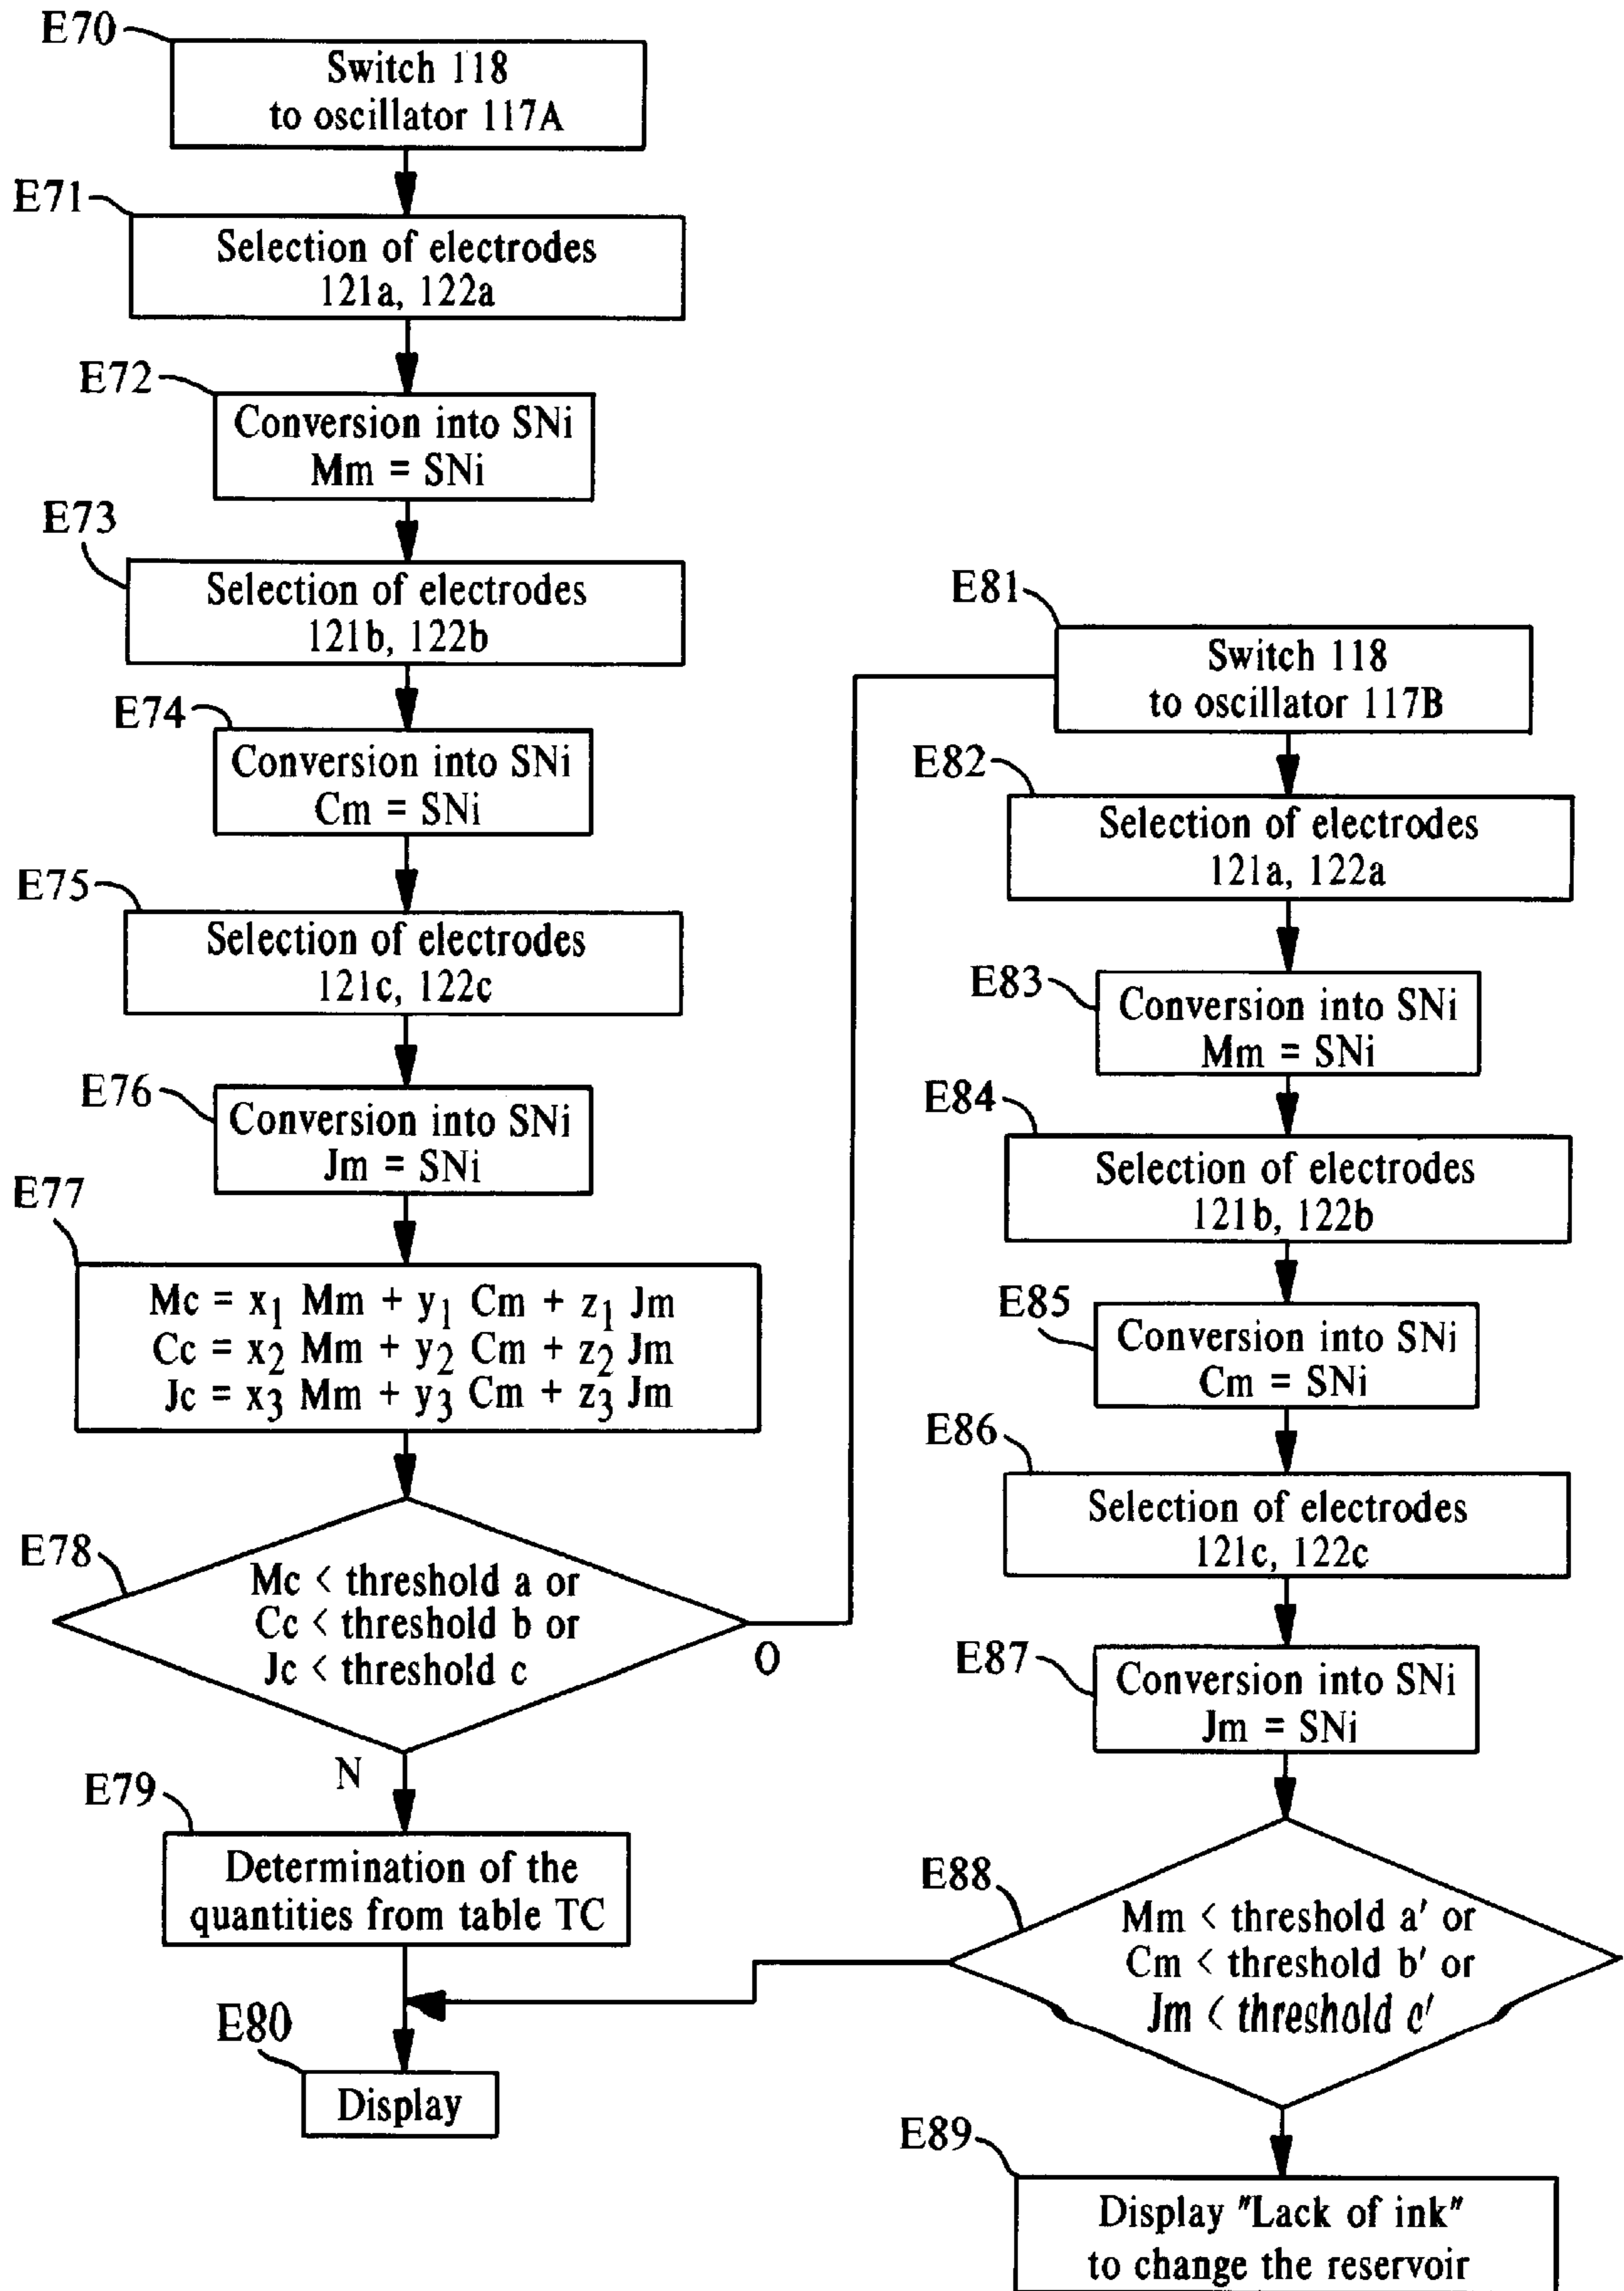 E70
Switch 118
to oscillator 117A
E71
Selection of electrodes
121a, 122a
E72
Conversion into SNi
Mm = SNi
E73
Selection of electrodes
121b, 122b
E74
Conversion into SNi
Cm = SNi
E75
Selection of electrodes
121c, 122c
E76
Conversion into SNi
Jm = SNi
E77
Mc = x1 Mm + y1 Cm + z1 Jm
Cc = x2 Mm + y2 Cm + z2 Jm
Jc = x3 Mm + y3 Cm + z3 Jm
E78
Mc < threshold a or
Cc < threshold b or
Jc < threshold c
O
N
E79
Determination of the
quantities from table TC
E80
Display
E81
Switch 118
to oscillator 117B
E82
Selection of electrodes
121a, 122a
E83
Conversion into SNi
Mm = SNi
E84
Selection of electrodes
121b, 122b
E85
Conversion into SNi
Cm = SNi
E86
Selection of electrodes
121c, 122c
E87
Conversion into SNi
Jm = SNi
E88
Mm < threshold a' or
Cm < threshold b' or
Jm < threshold c'
E89
Display "Lack of ink"
to change the reservoir